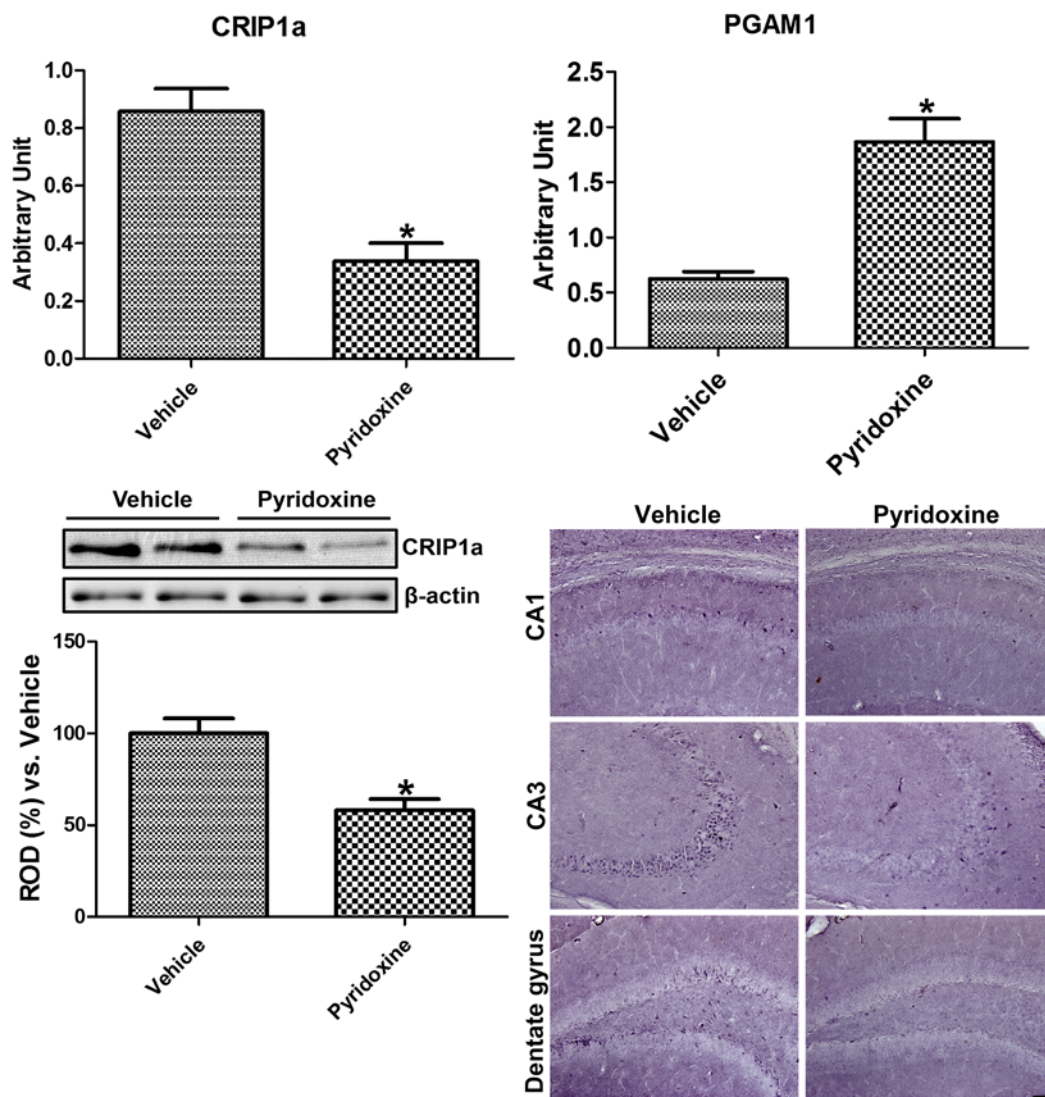 CRIP1a
1.0
0.8
0.6
0.4
0.2
0.0
Arbitrary Unit
*
Vehicle
Pyridoxine
PGAM1
2.5
2.0
1.5
1.0
0.5
0.0
Arbitrary Unit
*
Vehicle
Pyridoxine
Vehicle Pyridoxine
CRIP1a
β-actin
150
100
50
0
ROD (%) vs. Vehicle
*
Vehicle
Pyridoxine
Vehicle Pyridoxine
CA1
CA3
Dentate gyrus